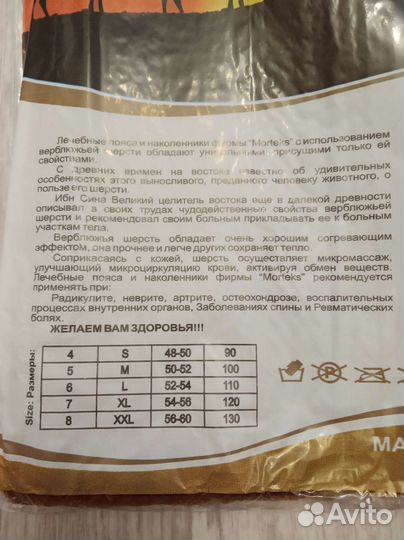 Лечебные пояса и наколенники фирмы "Morteks" с использованием
верблюжьей шерсти обладают уникальными присущими только ей
свойствами.
С древних времен на востоке известно об удивительных
особенностях этого выносливого, преданного человеку животного, о
пользе его шерсти.
Ибн Сина Великий целитель востока еще в далекой древности
описывал в своих трудах чудодейственные свойства верблюжьей
шерсти и рекомендовал своим больным прикладывать ее к больным
участкам тела.
Верблюжья шерсть обладает очень хорошим согревающим
эффектом, она прочнее и легче других сохраняет тепло.
Соприкасаясь с кожей, шерсть осуществляет микромассаж,
улучшающий микроциркуляцию крови, активируя обмен веществ.
Лечебные пояса и наколенники фирмы "Morteks" рекомендуется
применять при:
Радикулите, неврите, артрите, остеохондрозе, воспалительных
процессах внутренних органов, Заболеваниях спины и Ревматических
болях.
ЖЕЛАЕМ ВАМ ЗДОРОВЬЯ!!!
Size: Размеры:
4 S 48-50 90
5 M 50-52 100
6 L 52-54 110
7 XL 54-56 120
8 XXL 56-60 130
P
MA
Avito